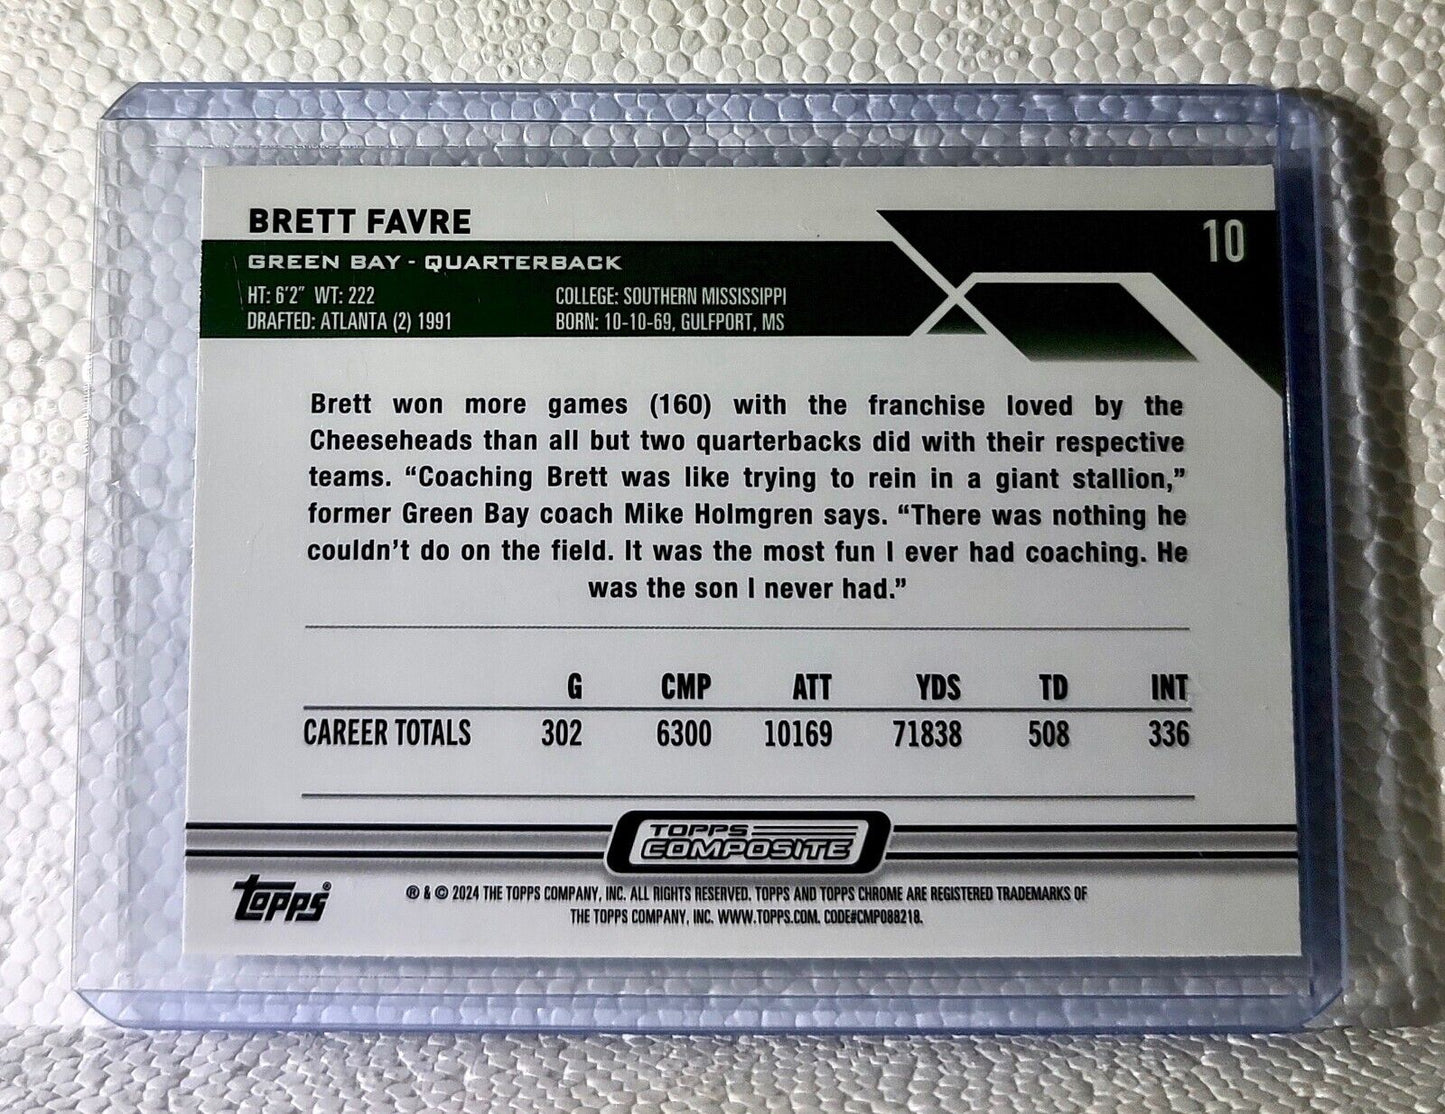 BRETT FAVRE
10
GREEN BAY - QUARTERBACK
HT: 6'2" WT: 222 COLLEGE: SOUTHERN MISSISSIPPI
DRAFTED: ATLANTA (2) 1991 BORN: 10-10-69, GULFPORT, MS
Brett won more games (160) with the franchise loved by the
Cheeseheads than all but two quarterbacks did with their respective
teams. “Coaching Brett was like trying to rein in a giant stallion,”
former Green Bay coach Mike Holmgren says. “There was nothing he
couldn’t do on the field. It was the most fun I ever had coaching. He
was the son I never had.”
G CMP ATT YDS TD INT
CAREER TOTALS 302 6300 10169 71838 508 336
TOPPS
COMPOSITE
topps®
® & © 2024 THE TOPPS COMPANY, INC. ALL RIGHTS RESERVED. TOPPS AND TOPPS CHROME ARE REGISTERED TRADEMARKS OF
THE TOPPS COMPANY, INC. WWW.TOPPS.COM. CODE#CMP088218.